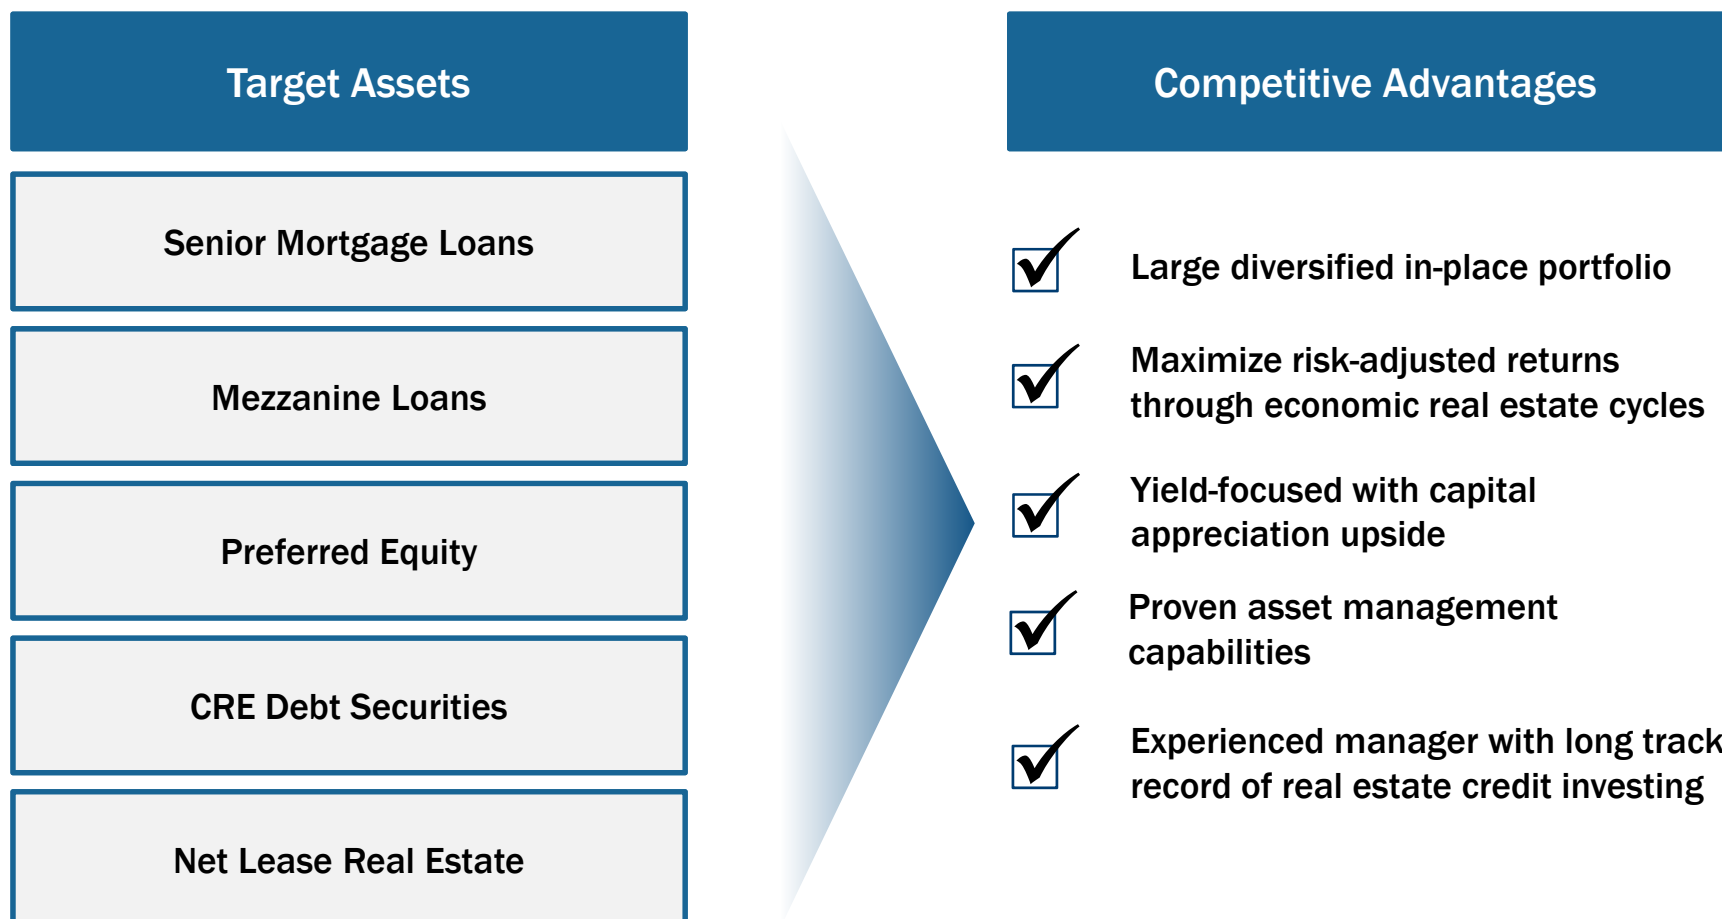 Target Assets
Senior Mortgage Loans
Mezzanine Loans
Preferred Equity
CRE Debt Securities
Net Lease Real Estate
Competitive Advantages
Large diversified in-place portfolio
Maximize risk-adjusted returns
through economic real estate cycles
Yield-focused with capital
appreciation upside
Proven asset management
capabilities
Experienced manager with long track
record of real estate credit investing